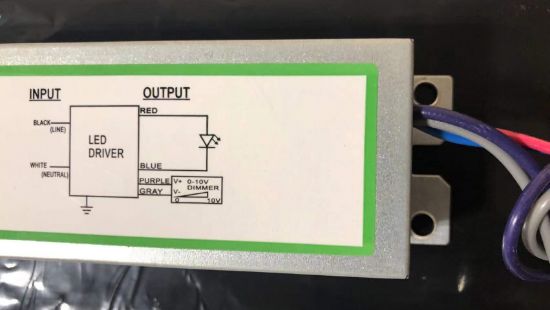 INPUT
OUTPUT
BLACK
(LINE)
WHITE
(NEUTRAL)
LED
DRIVER
RED
BLUE
PURPLE
GRAY
V+ 0-10V
DIMMER
V-
0 10V